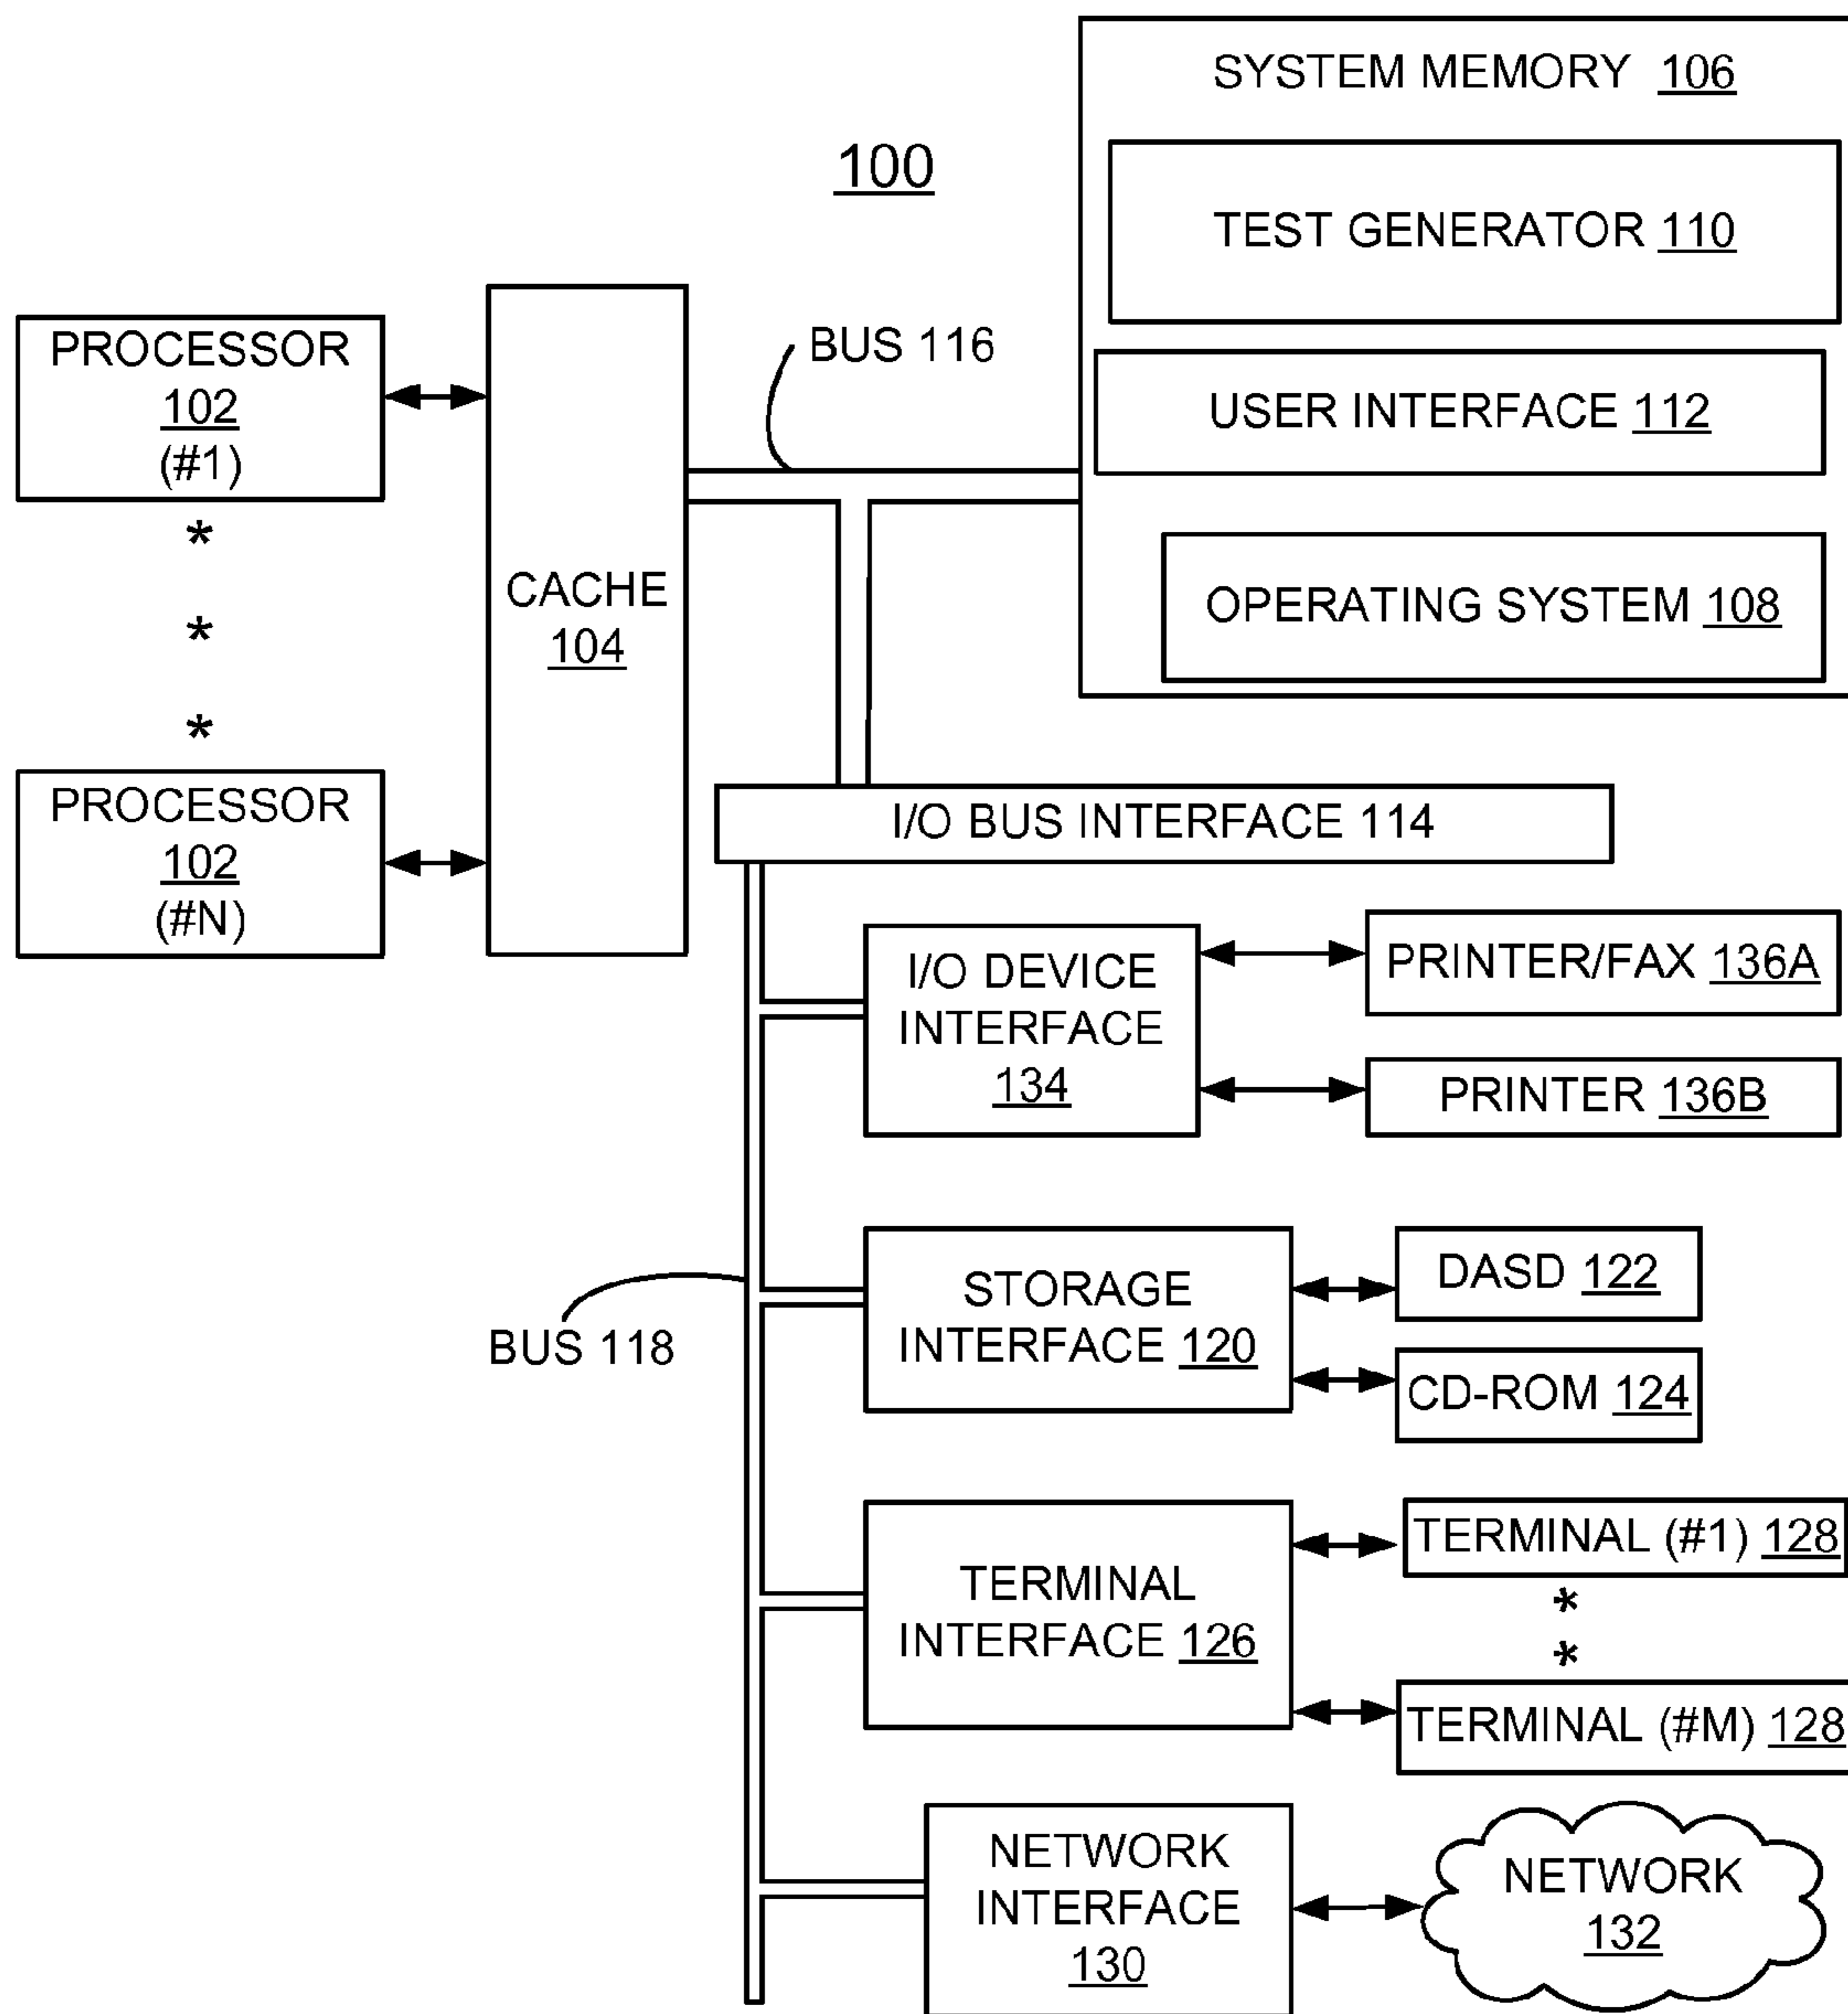 SYSTEM MEMORY 106
100
TEST GENERATOR 110
USER INTERFACE 112
OPERATING SYSTEM 108
PROCESSOR
102
(#1)
*
*
*
PROCESSOR
102
(#N)
CACHE
104
BUS 116
I/O BUS INTERFACE 114
I/O DEVICE
INTERFACE
134
PRINTER/FAX 136A
PRINTER 136B
BUS 118
STORAGE
INTERFACE 120
DASD 122
CD-ROM 124
TERMINAL
INTERFACE 126
TERMINAL (#1) 128
*
*
TERMINAL (#M) 128
NETWORK
INTERFACE
130
NETWORK
132